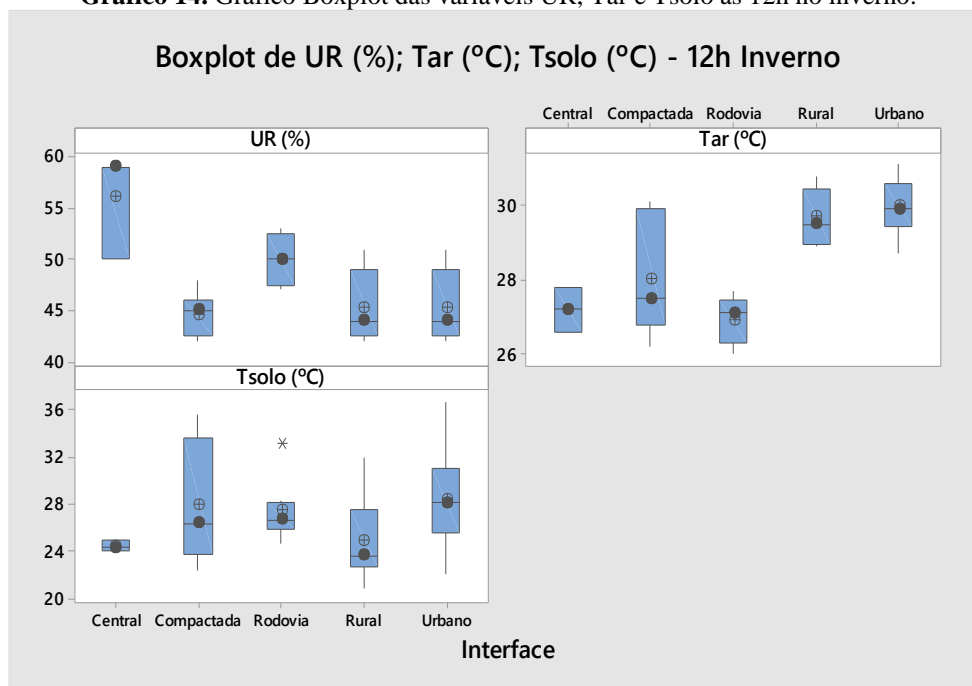 Gráfico 14. Gráfico Boxplot das variáveis UR, Tar e Tsolo às 12h no inverno.
Boxplot de UR (%); Tar (ºC); Tsolo (ºC) - 12h Inverno
Central Compactada Rodovia Rural Urbano
UR (%)
60
55
50
45
40
Tar (ºC)
30
28
26
Tsolo (ºC)
36
32
28
24
20
Central Compactada Rodovia Rural Urbano
Interface